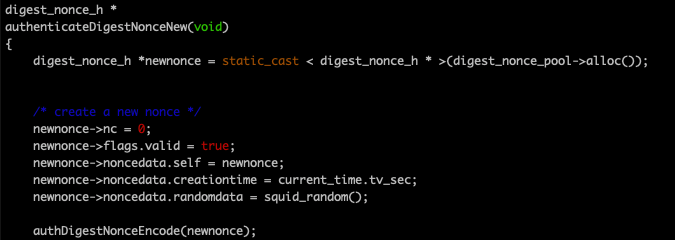 digest_nonce_h *
authenticateDigestNonceNew(void)
{
    digest_nonce_h *newnonce = static_cast < digest_nonce_h * >(digest_nonce_pool->alloc());


    /* create a new nonce */
    newnonce->nc = 0;
    newnonce->flags.valid = true;
    newnonce->noncedata.self = newnonce;
    newnonce->noncedata.creationtime = current_time.tv_sec;
    newnonce->noncedata.randomdata = squid_random();

    authDigestNonceEncode(newnonce);